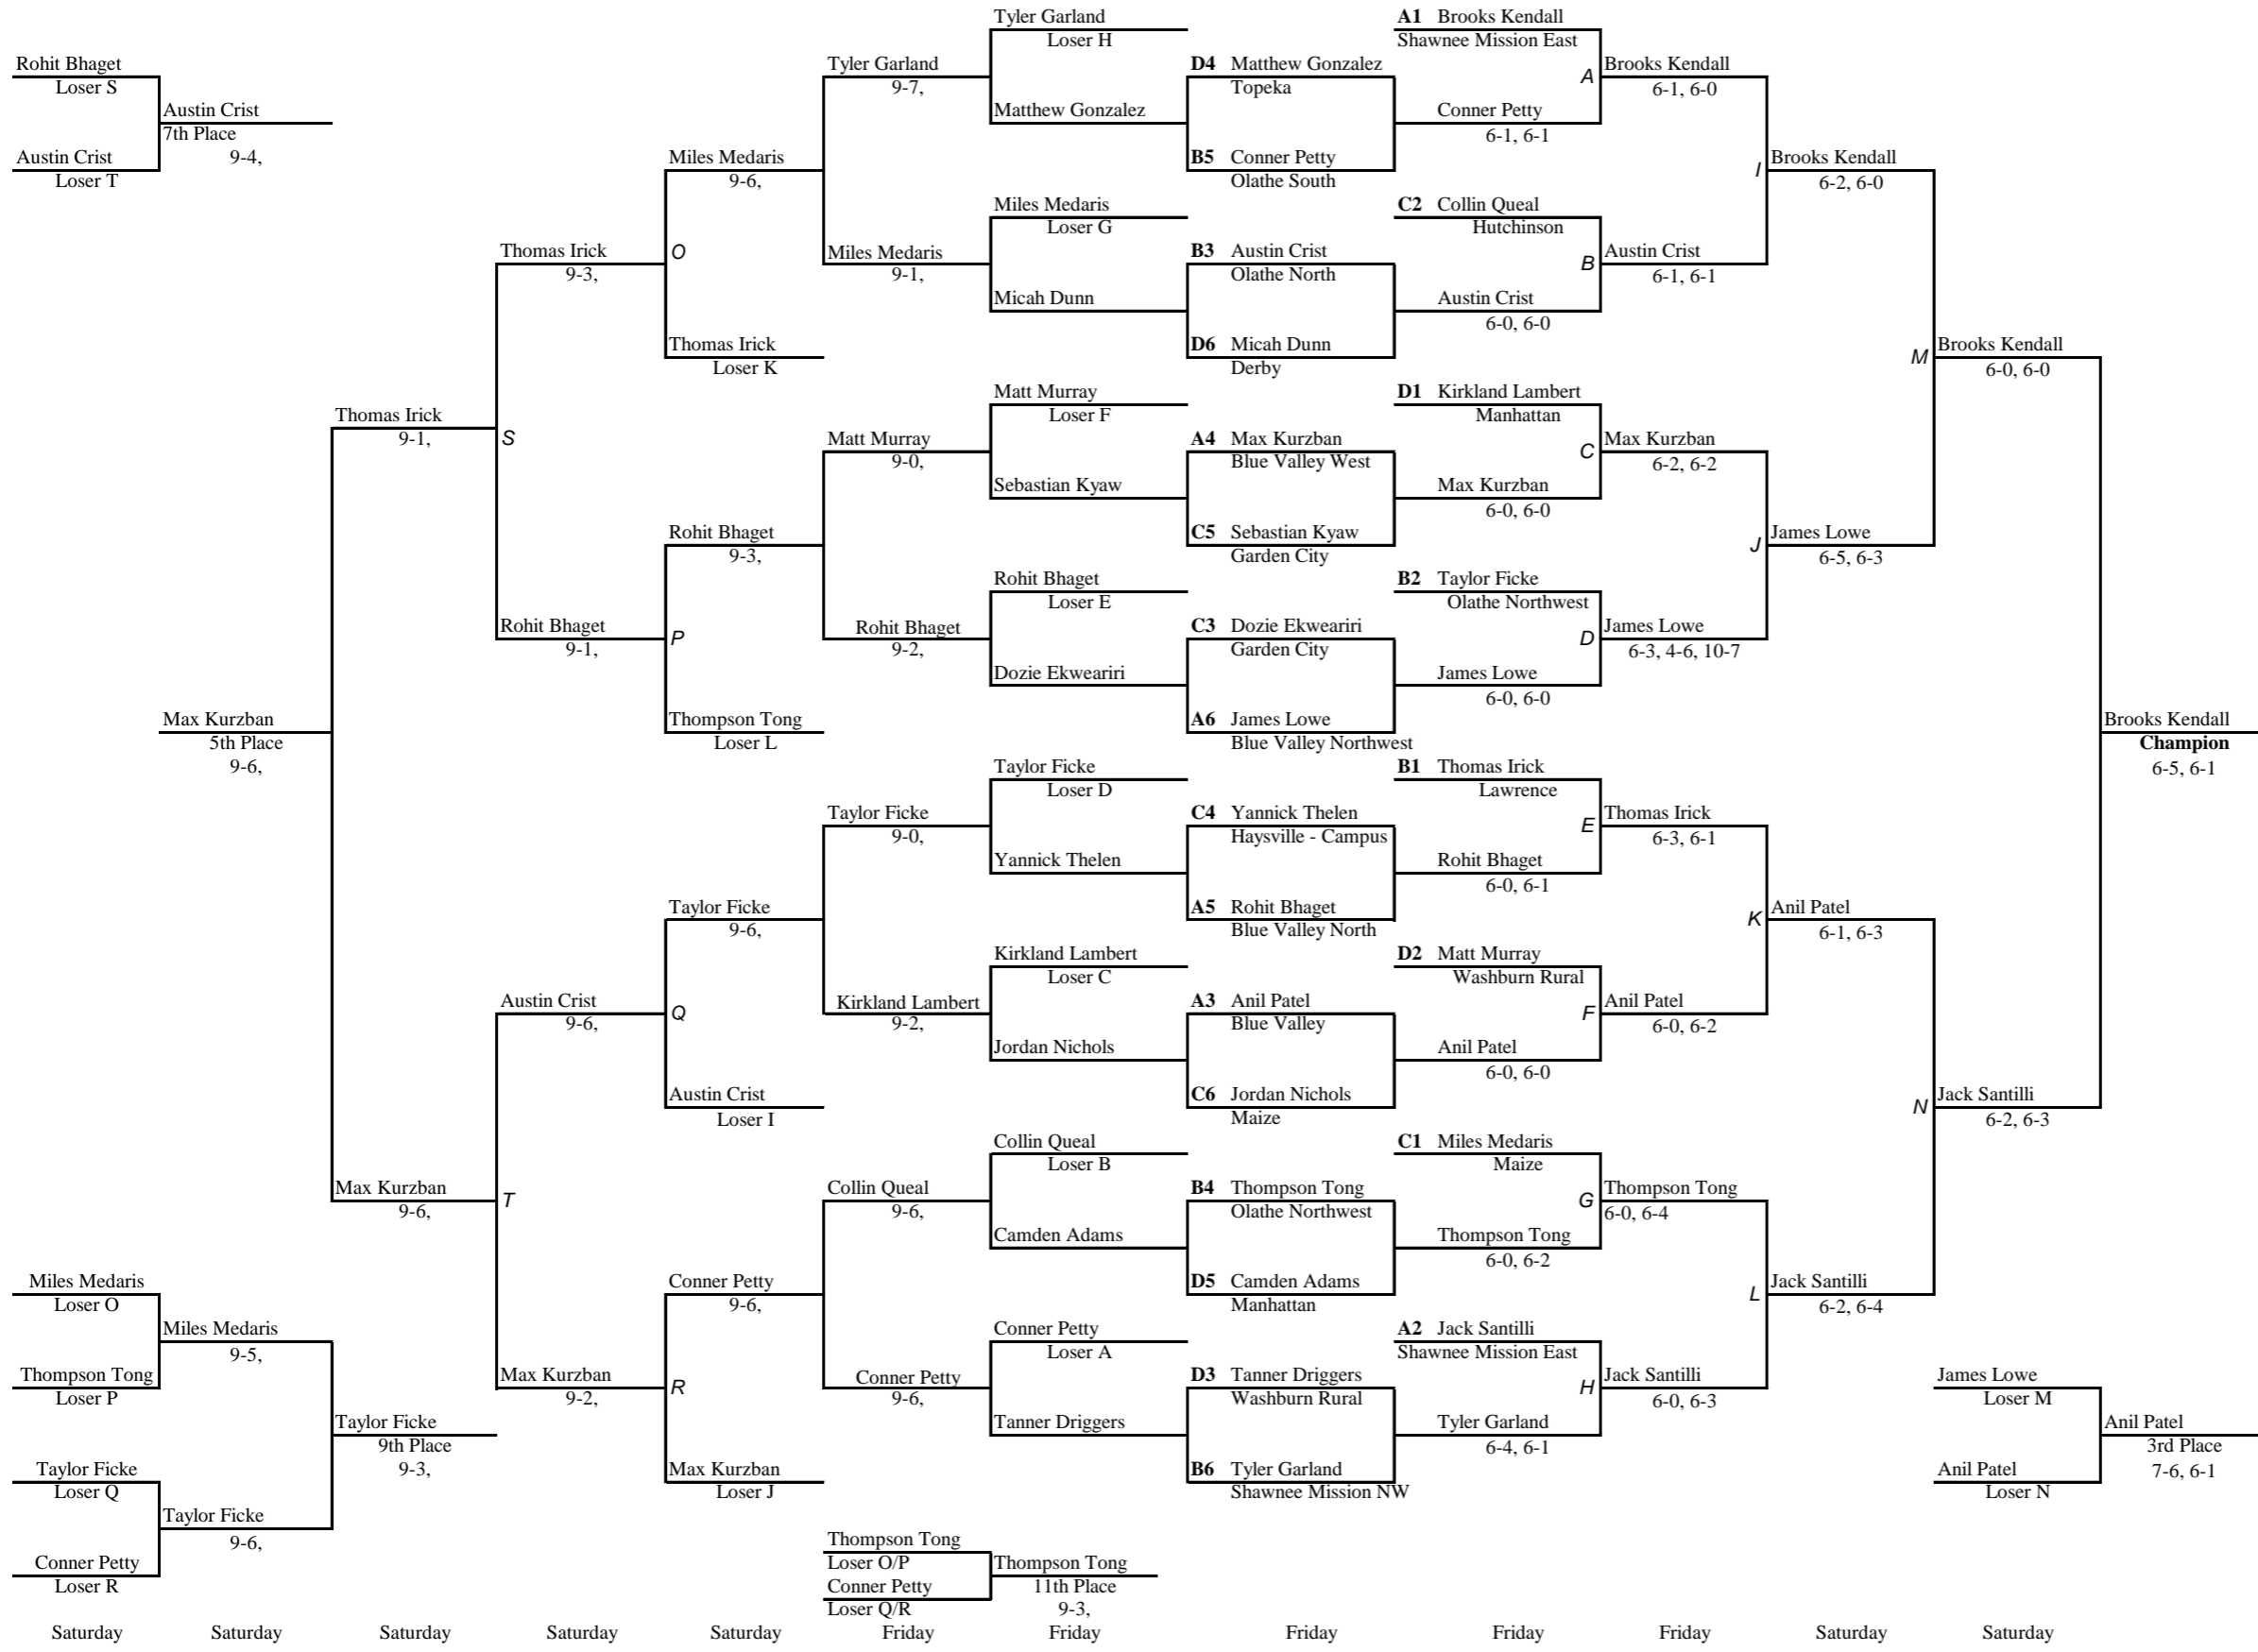 Tyler Garland
Loser H
A1 Brooks Kendall
Shawnee Mission East
Rohit Bhaget
Loser S
Tyler Garland
9-7,
D4 Matthew Gonzalez
Topeka
A
Brooks Kendall
6-1, 6-0
Austin Crist
7th Place
9-4,
Matthew Gonzalez
Conner Petty
6-1, 6-1
Austin Crist
Loser T
Miles Medaris
9-6,
B5 Conner Petty
Olathe South
I
Brooks Kendall
6-2, 6-0
Miles Medaris
Loser G
C2 Collin Queal
Hutchinson
Thomas Irick
9-3,
O
Miles Medaris
9-1,
B3 Austin Crist
Olathe North
B
Austin Crist
6-1, 6-1
Micah Dunn
Austin Crist
6-0, 6-0
Thomas Irick
Loser K
D6 Micah Dunn
Derby
M
Brooks Kendall
6-0, 6-0
Matt Murray
Loser F
D1 Kirkland Lambert
Manhattan
Thomas Irick
9-1,
S
Matt Murray
9-0,
A4 Max Kurzban
Blue Valley West
C
Max Kurzban
6-2, 6-2
Sebastian Kyaw
Max Kurzban
6-0, 6-0
Rohit Bhaget
9-3,
C5 Sebastian Kyaw
Garden City
J
James Lowe
6-5, 6-3
Rohit Bhaget
Loser E
B2 Taylor Ficke
Olathe Northwest
Rohit Bhaget
9-1,
P
Rohit Bhaget
9-2,
C3 Dozie Ekweariri
Garden City
D
James Lowe
6-3, 4-6, 10-7
Dozie Ekweariri
James Lowe
6-0, 6-0
Max Kurzban
5th Place
9-6,
Thompson Tong
Loser L
A6 James Lowe
Blue Valley Northwest
Brooks Kendall
Champion
6-5, 6-1
Taylor Ficke
Loser D
B1 Thomas Irick
Lawrence
Taylor Ficke
9-0,
C4 Yannick Thelen
Haysville - Campus
E
Thomas Irick
6-3, 6-1
Yannick Thelen
Rohit Bhaget
6-0, 6-1
Taylor Ficke
9-6,
A5 Rohit Bhaget
Blue Valley North
K
Anil Patel
6-1, 6-3
Kirkland Lambert
Loser C
D2 Matt Murray
Washburn Rural
Austin Crist
9-6,
Q
Kirkland Lambert
9-2,
A3 Anil Patel
Blue Valley
F
Anil Patel
6-0, 6-2
Jordan Nichols
Anil Patel
6-0, 6-0
Austin Crist
Loser I
C6 Jordan Nichols
Maize
N
Jack Santilli
6-2, 6-3
Collin Queal
Loser B
C1 Miles Medaris
Maize
Max Kurzban
9-6,
T
Collin Queal
9-6,
B4 Thompson Tong
Olathe Northwest
G
Thompson Tong
6-0, 6-4
Camden Adams
Thompson Tong
6-0, 6-2
Miles Medaris
Loser O
Conner Petty
9-6,
D5 Camden Adams
Manhattan
L
Jack Santilli
6-2, 6-4
Miles Medaris
9-5,
Conner Petty
Loser A
A2 Jack Santilli
Shawnee Mission East
Thompson Tong
Loser P
Max Kurzban
9-2,
R
Conner Petty
9-6,
D3 Tanner Driggers
Washburn Rural
H
Jack Santilli
6-0, 6-3
James Lowe
Loser M
Taylor Ficke
9th Place
9-3,
Tanner Driggers
Tyler Garland
6-4, 6-1
Anil Patel
3rd Place
7-6, 6-1
Taylor Ficke
Loser Q
Max Kurzban
Loser J
B6 Tyler Garland
Shawnee Mission NW
Anil Patel
Loser N
Taylor Ficke
9-6,
Thompson Tong
Loser O/P
Conner Petty
Loser R
Thompson Tong
11th Place
9-3,
Conner Petty
Loser Q/R
Saturday Saturday Saturday Saturday Saturday Friday Friday Friday Friday Friday Saturday Saturday